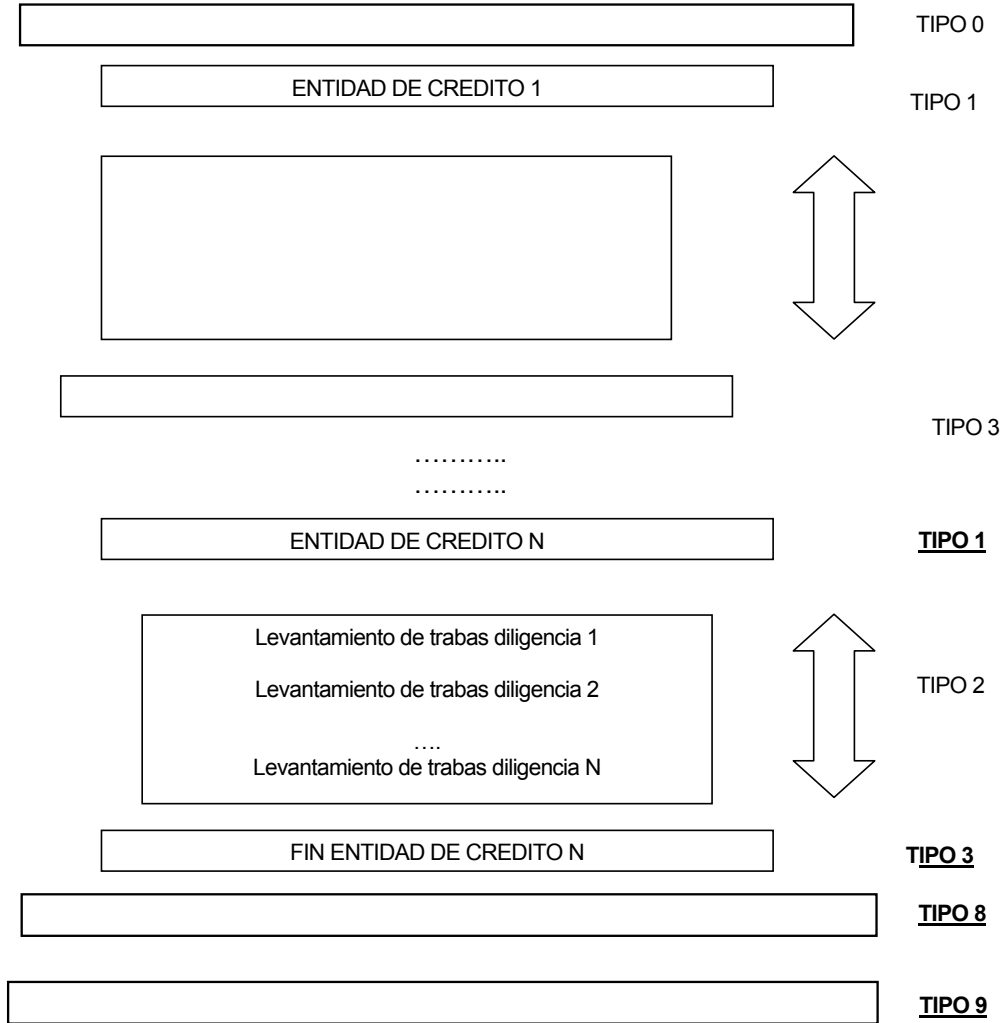 TIPO 0
ENTIDAD DE CREDITO 1
TIPO 1
TIPO 3
………..
………..
ENTIDAD DE CREDITO N
TIPO 1
Levantamiento de trabas diligencia 1
Levantamiento de trabas diligencia 2
TIPO 2
….
Levantamiento de trabas diligencia N
FIN ENTIDAD DE CREDITO N
TIPO 3
TIPO 8
TIPO 9